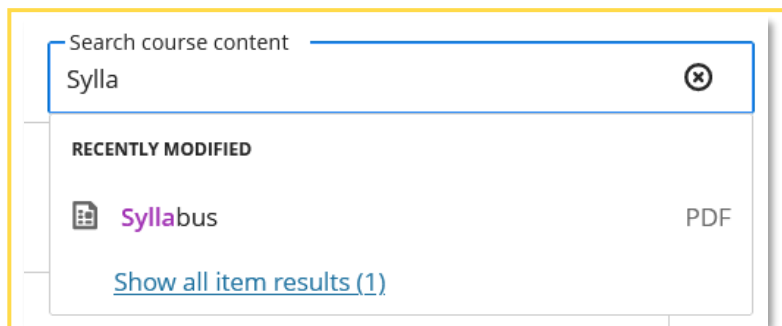 Search course content
Sylla
RECENTLY MODIFIED
Syllabus PDF
Show all item results (1)